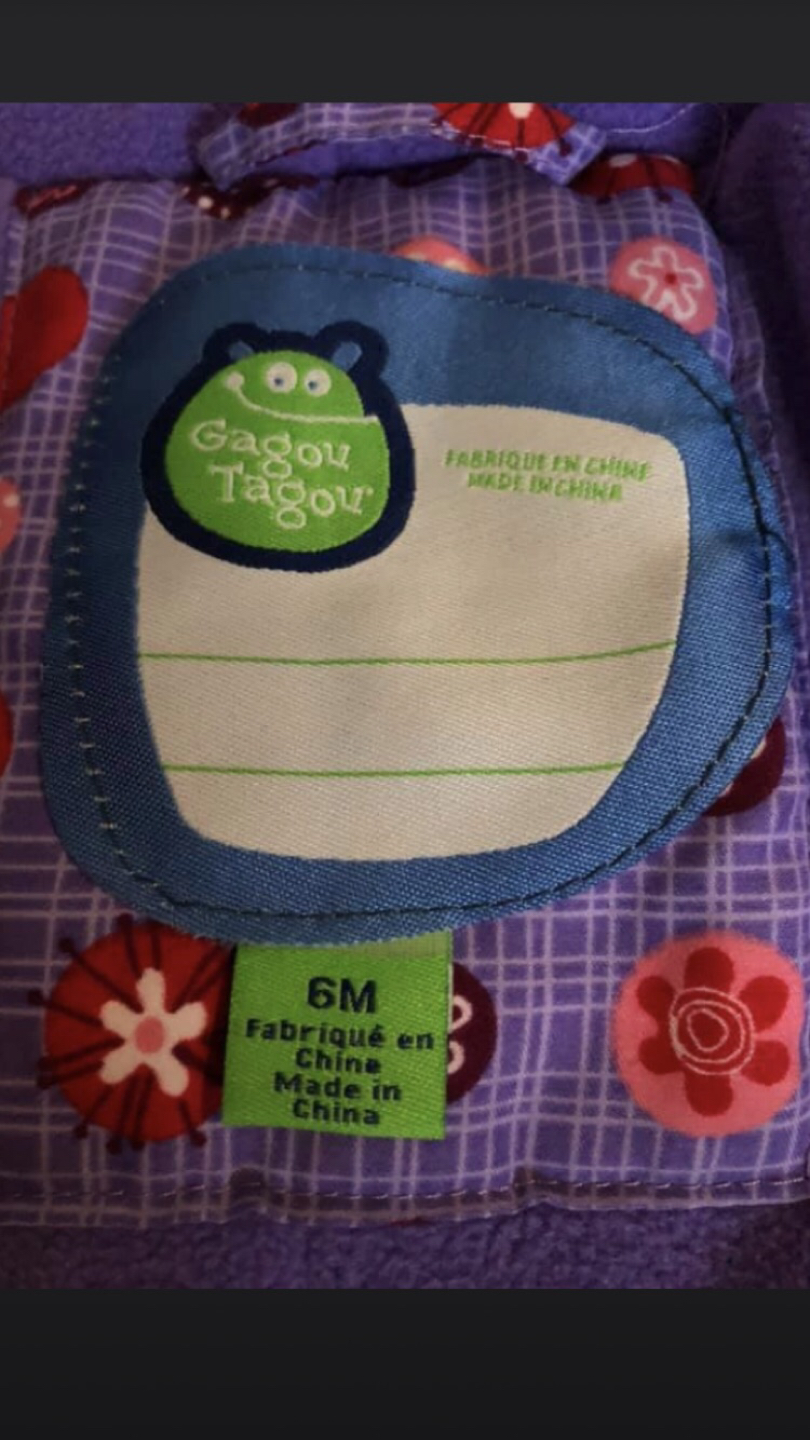 Gagou
Tagou
FABRIQUE EN CHINE
MADE IN CHINA
6M
Fabriqué en
Chine
Made in
China